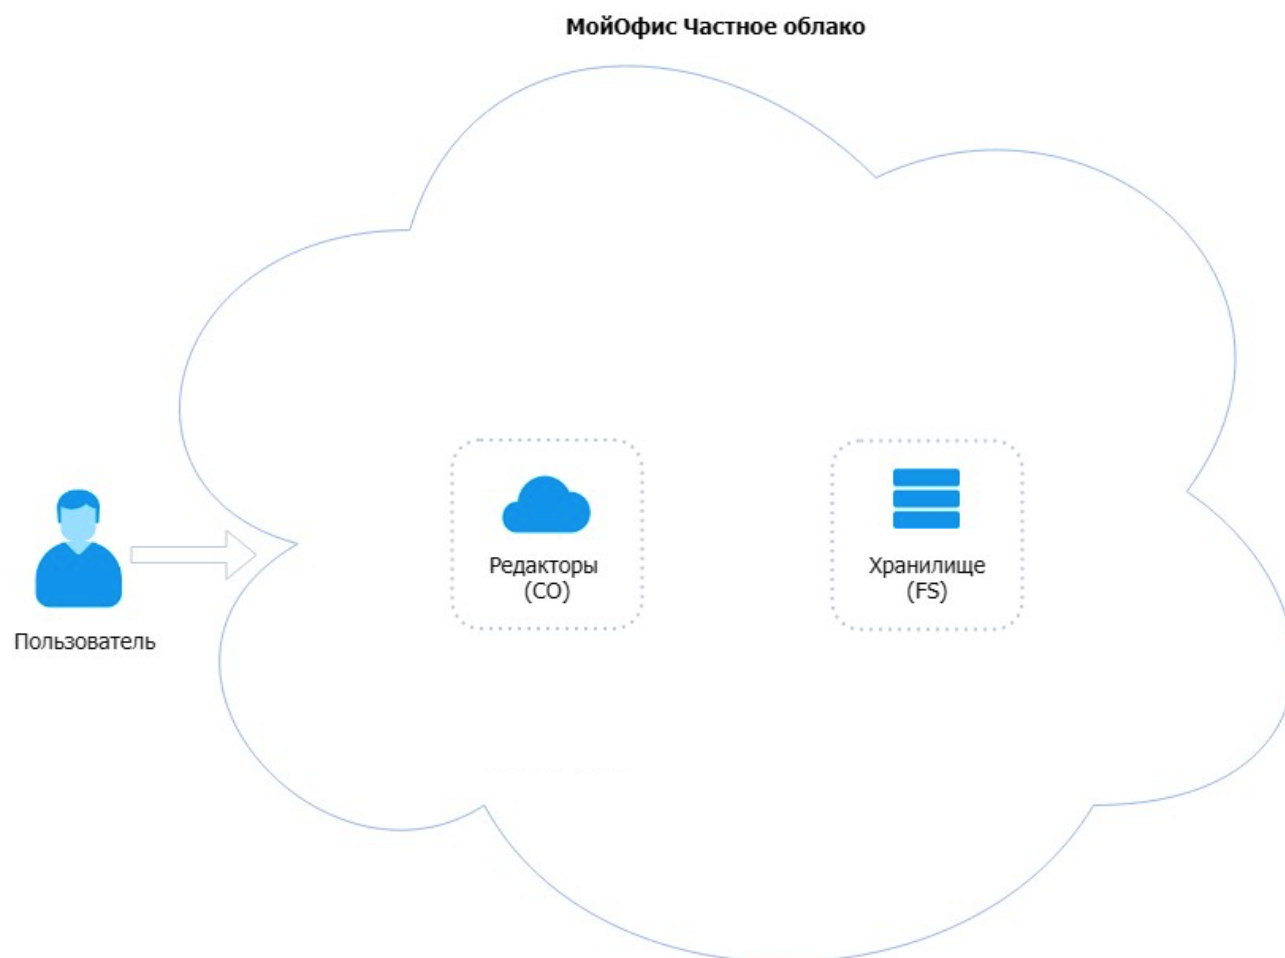 МойОфис Частное облако
Редакторы
(CO)
Хранилище
(FS)
Пользователь